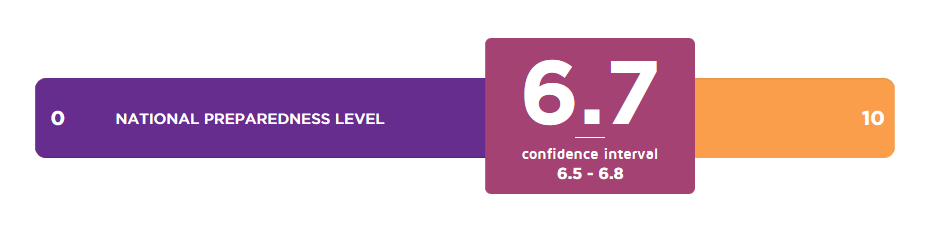 0 NATIONAL PREPAREDNESS LEVEL 6.7 10
confidence interval
6.5 - 6.8